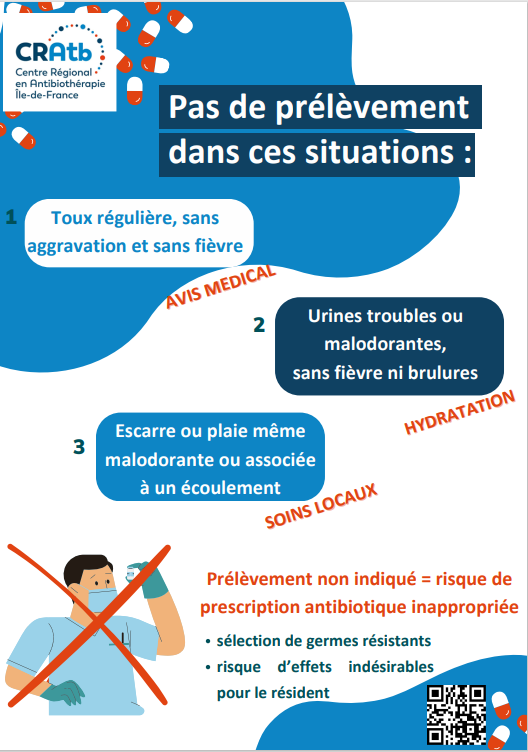 CRAtb
Centre Régional
en Antibiothérapie
Île-de-France
Pas de prélèvement
dans ces situations :
1
Toux régulière, sans
aggravation et sans fièvre
AVIS MEDICAL
2
Urines troubles ou
malodorantes,
sans fièvre ni brulures
HYDRATATION
3
Escarre ou plaie même
malodorante ou associée
à un écoulement
SOINS LOCAUX
Prélèvement non indiqué = risque de
prescription antibiotique inappropriée
• sélection de germes résistants
• risque d’effets indésirables
pour le résident